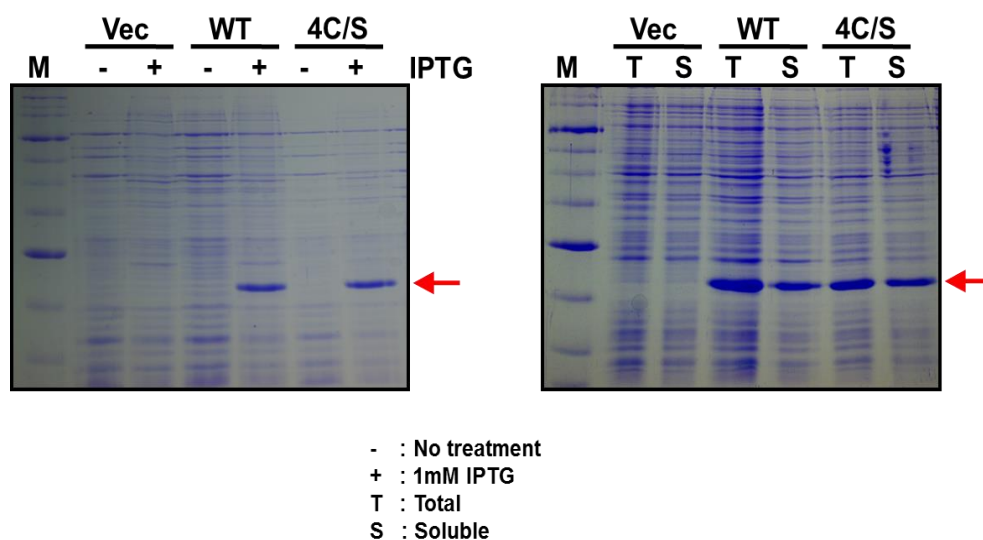 Vec WT 4C/S
M - + - + - + IPTG
Vec WT 4C/S
M T S T S T S
- : No treatment
+ : 1mM IPTG
T : Total
S : Soluble